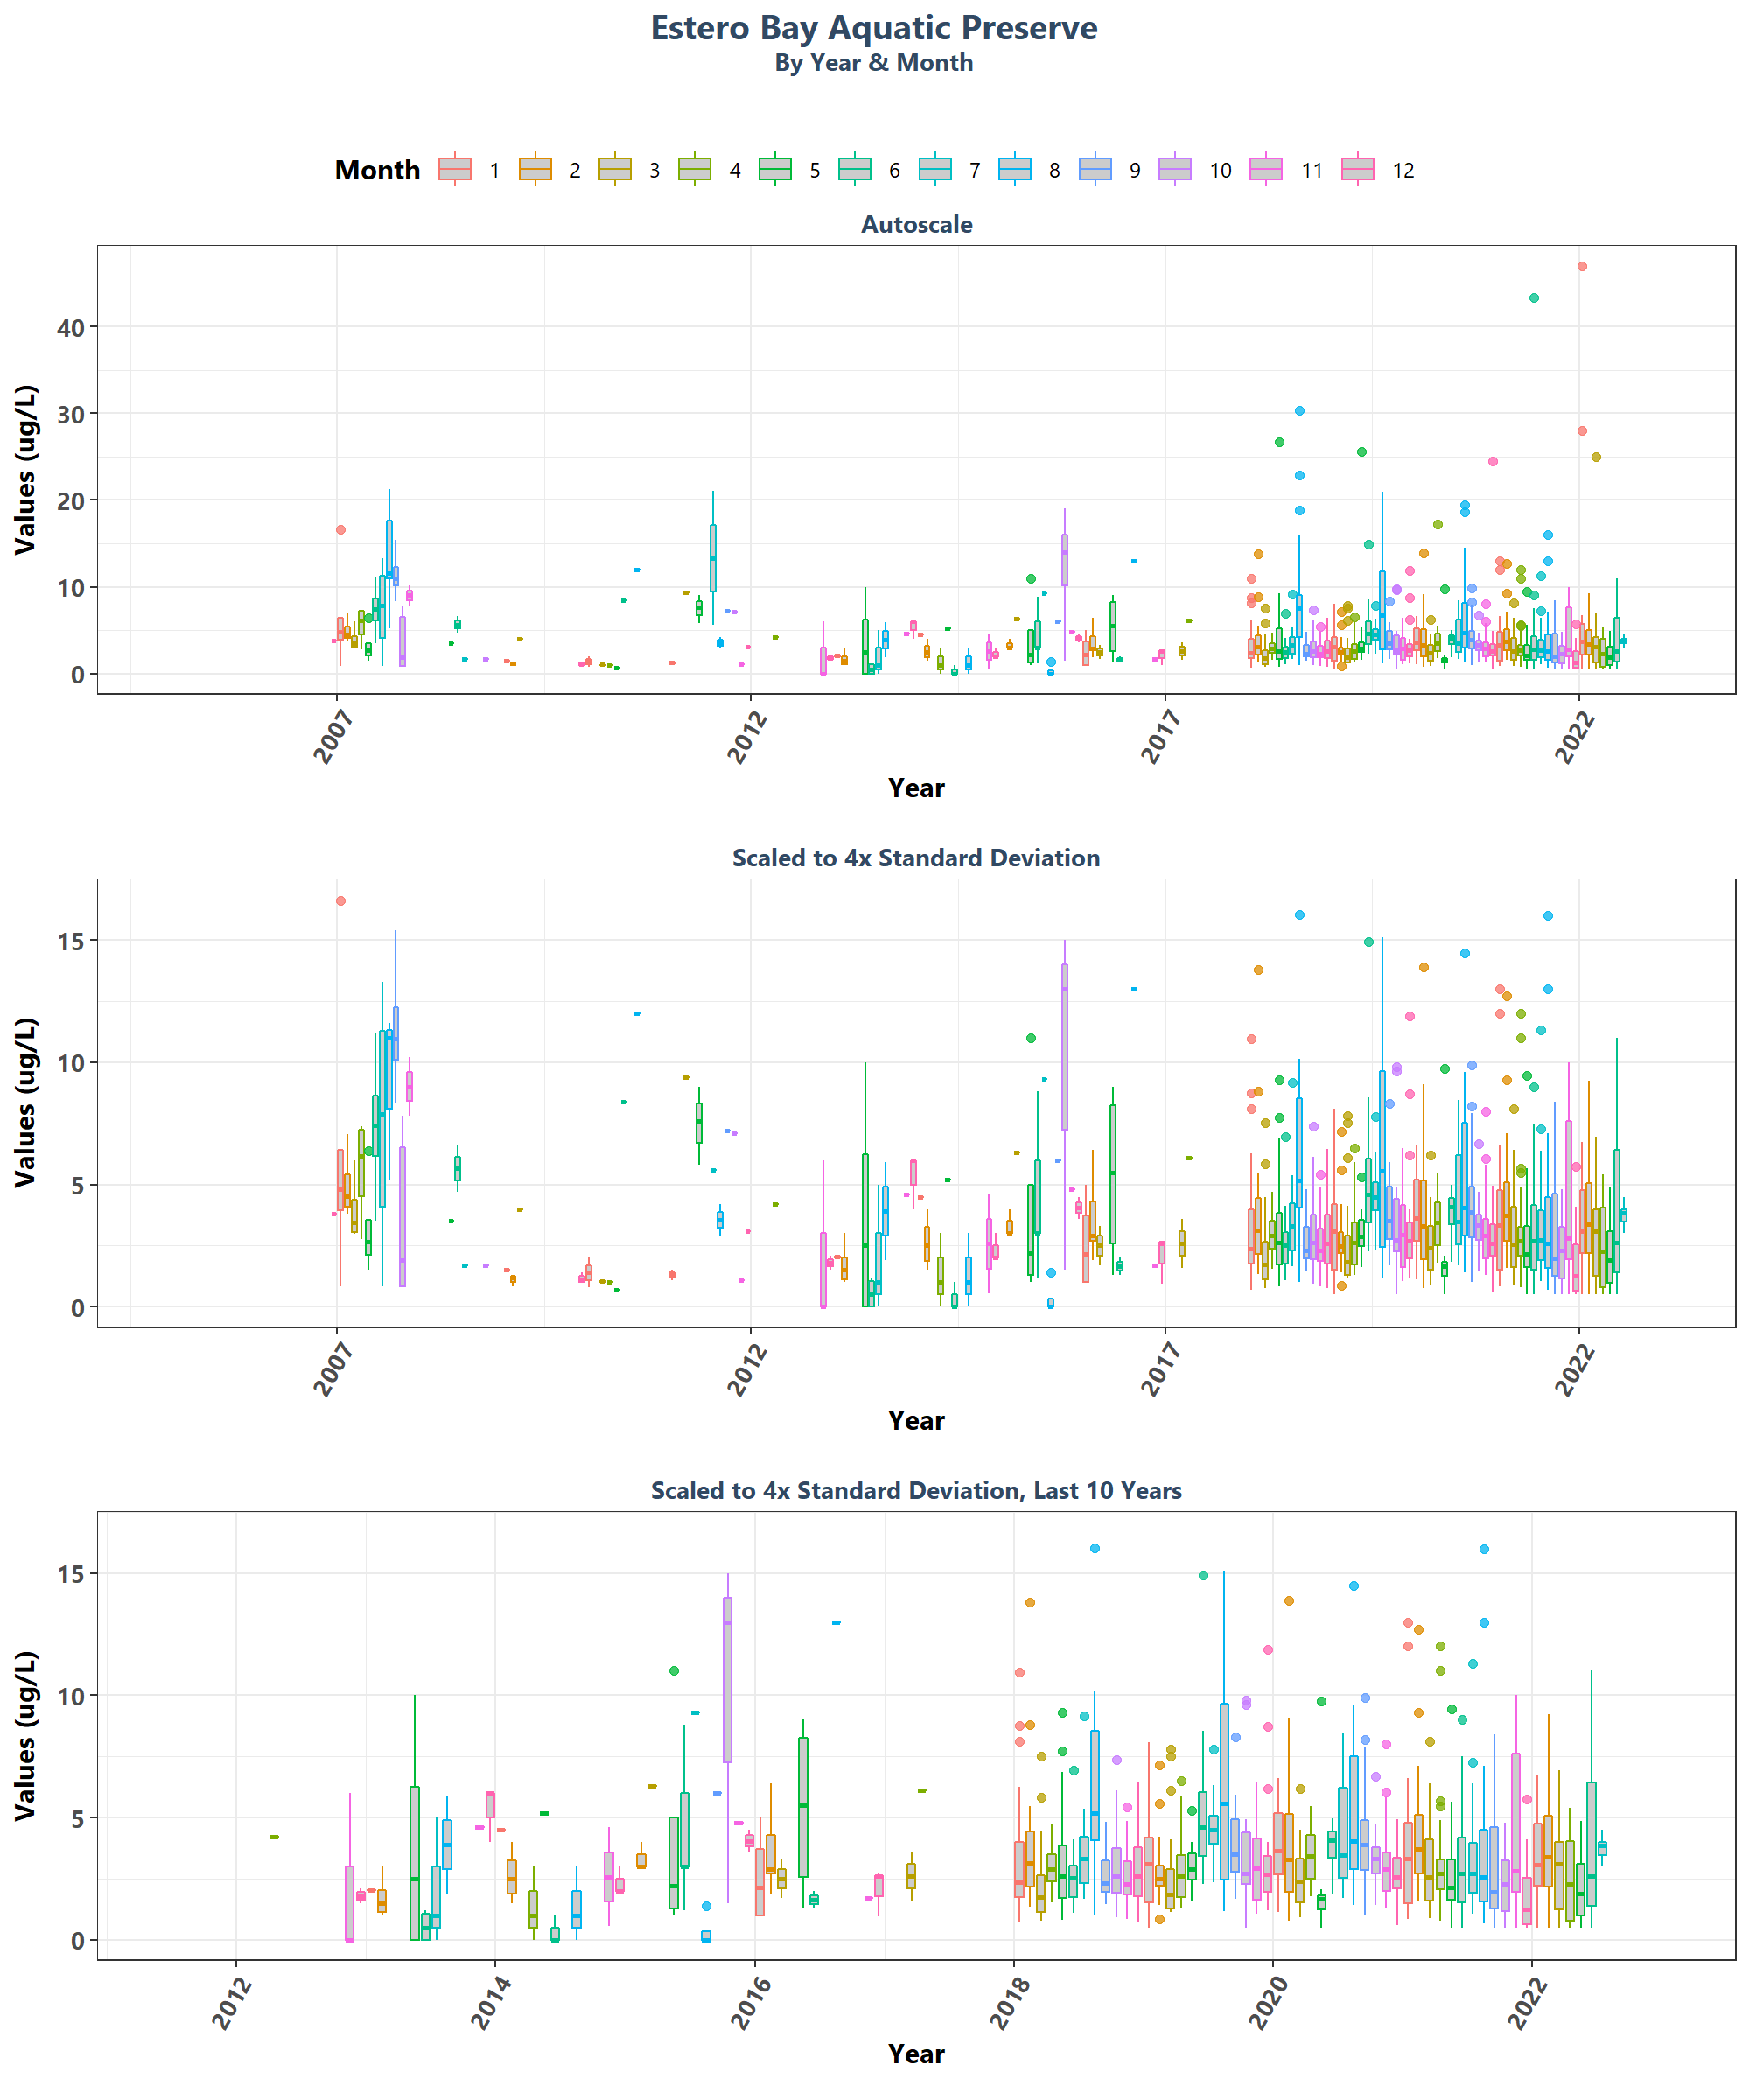 Estero Bay Aquatic Preserve
By Year & Month
Month 1 2 3 4 5 6 7 8 9 10 11 12
Autoscale
Values (ug/L)
40
30
20
10
0
2007 2012 2017 2022
Year
Scaled to 4x Standard Deviation
Values (ug/L)
15
10
5
0
2007 2012 2017 2022
Year
Scaled to 4x Standard Deviation, Last 10 Years
Values (ug/L)
15
10
5
0
2012 2014 2016 2018 2020 2022
Year